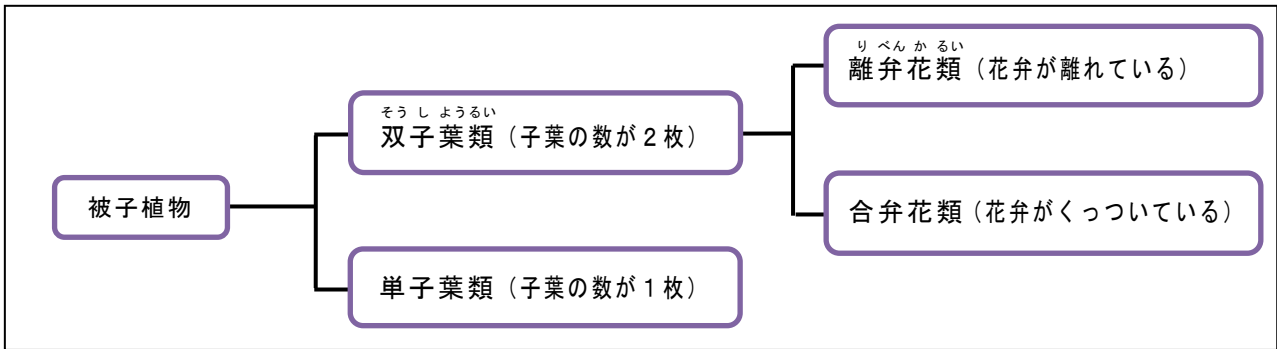 り べん か るい
離弁花類（花弁が離れている）
そう し ようるい
双子葉類（子葉の数が２枚）
被子植物
合弁花類（花弁がくっついている）
単子葉類（子葉の数が１枚）